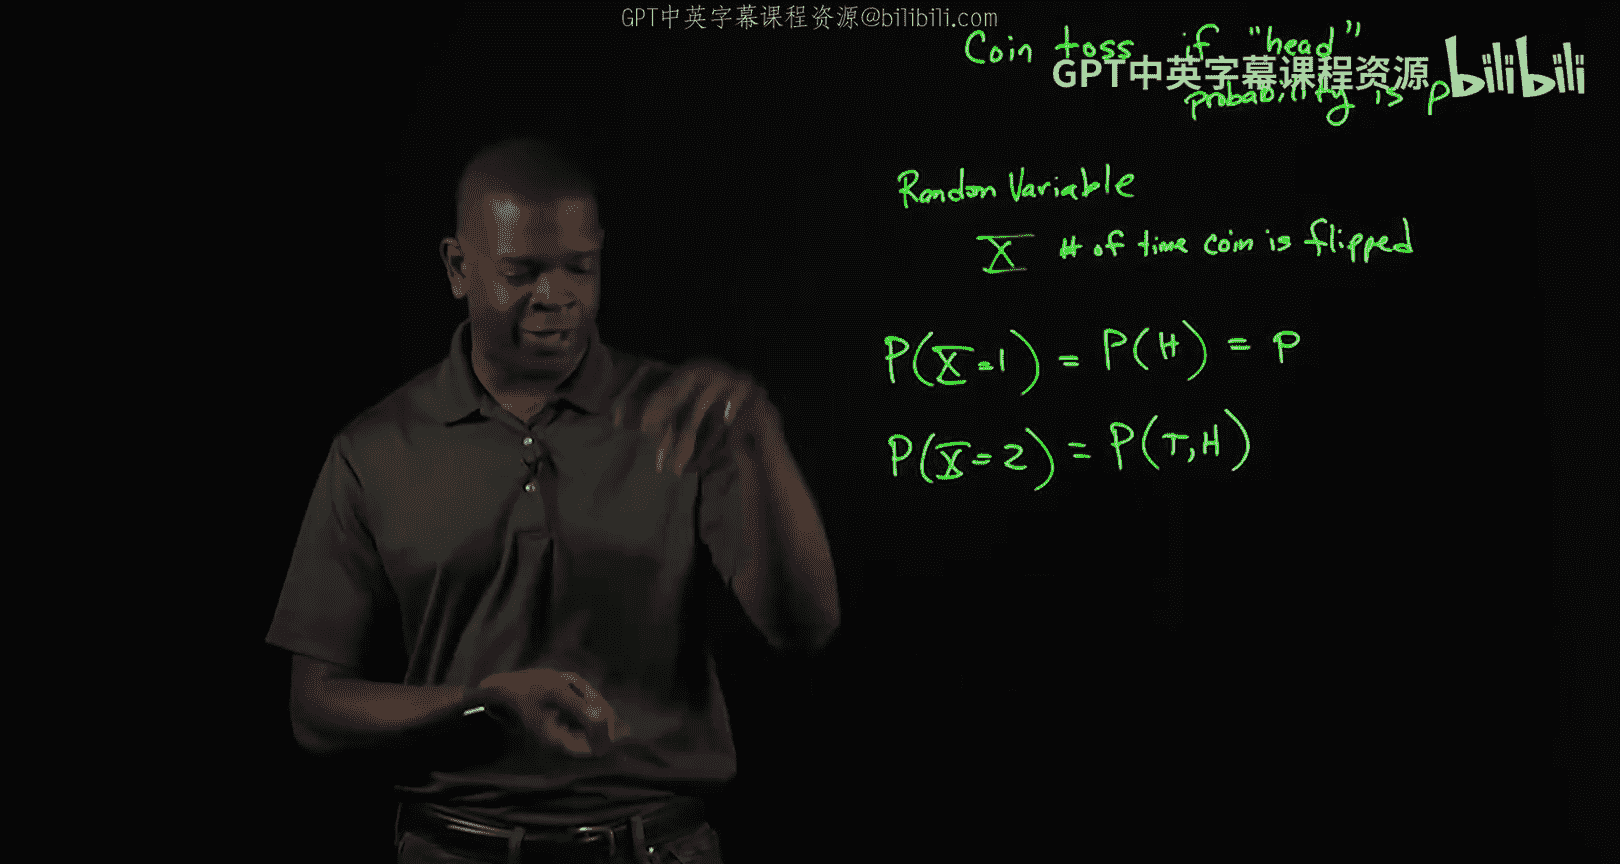 GPT中英字幕课程资源@bilibili.com
Coin toss if "head"
GPT中英字幕课程资源 bilibili
probability is p
Random Variable
X # of time coin is flipped
P(X=1) = P(H) = P
P(X=2) = P(T,H)